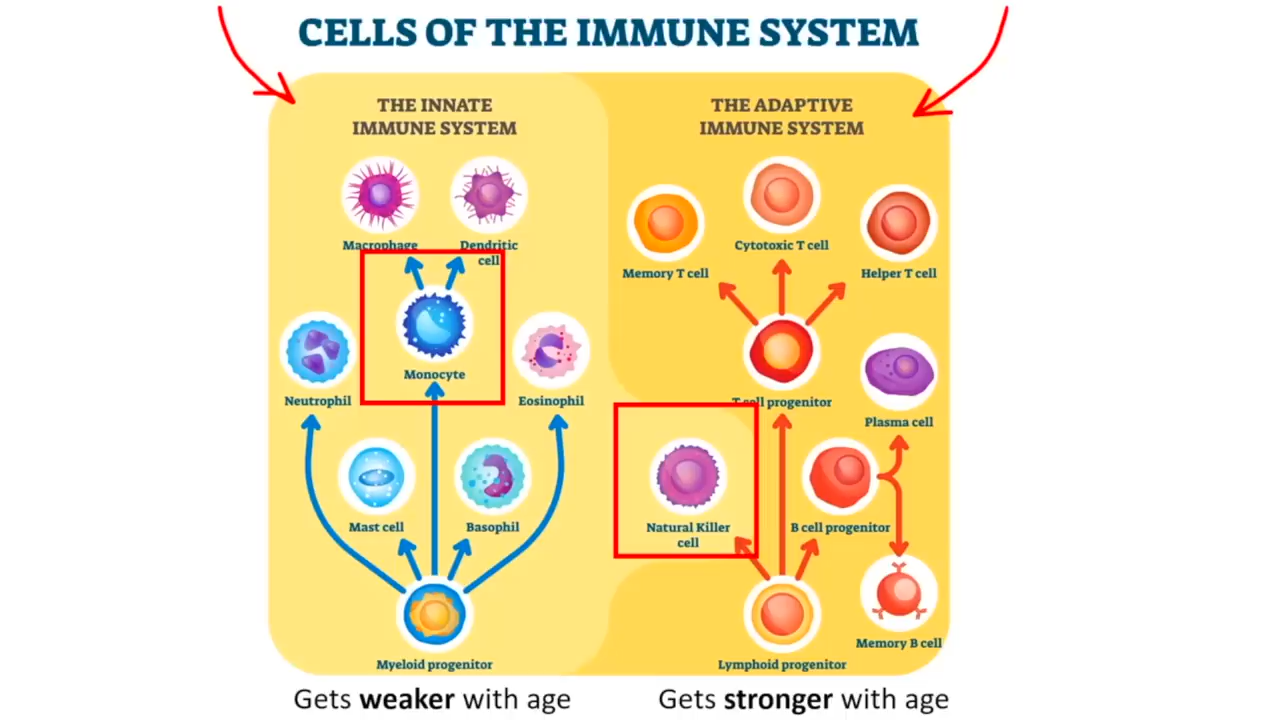 CELLS OF THE IMMUNE SYSTEM
THE INNATE
IMMUNE SYSTEM
Macrophage
Dendritic
cell
Monocyte
Neutrophil
Eosinophil
Mast cell
Basophil
Myeloid progenitor
THE ADAPTIVE
IMMUNE SYSTEM
Memory T cell
Cytotoxic T cell
Helper T cell
T cell progenitor
Plasma cell
Natural Killer
cell
B cell progenitor
Memory B cell
Lymphoid progenitor
Gets weaker with age
Gets stronger with age